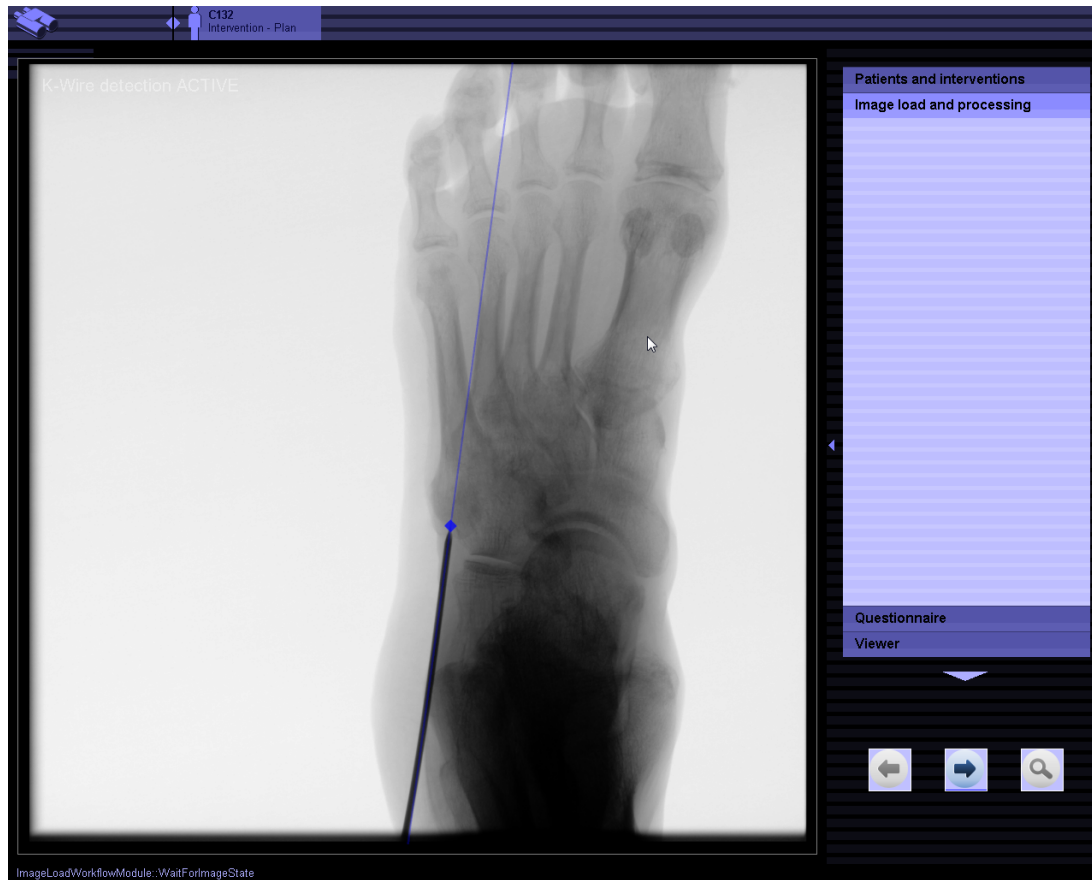 C132
Intervention - Plan
K-Wire detection ACTIVE
Patients and interventions
Image load and processing
Questionnaire
Viewer
ImageLoadWorkflowModule::WaitForImageState